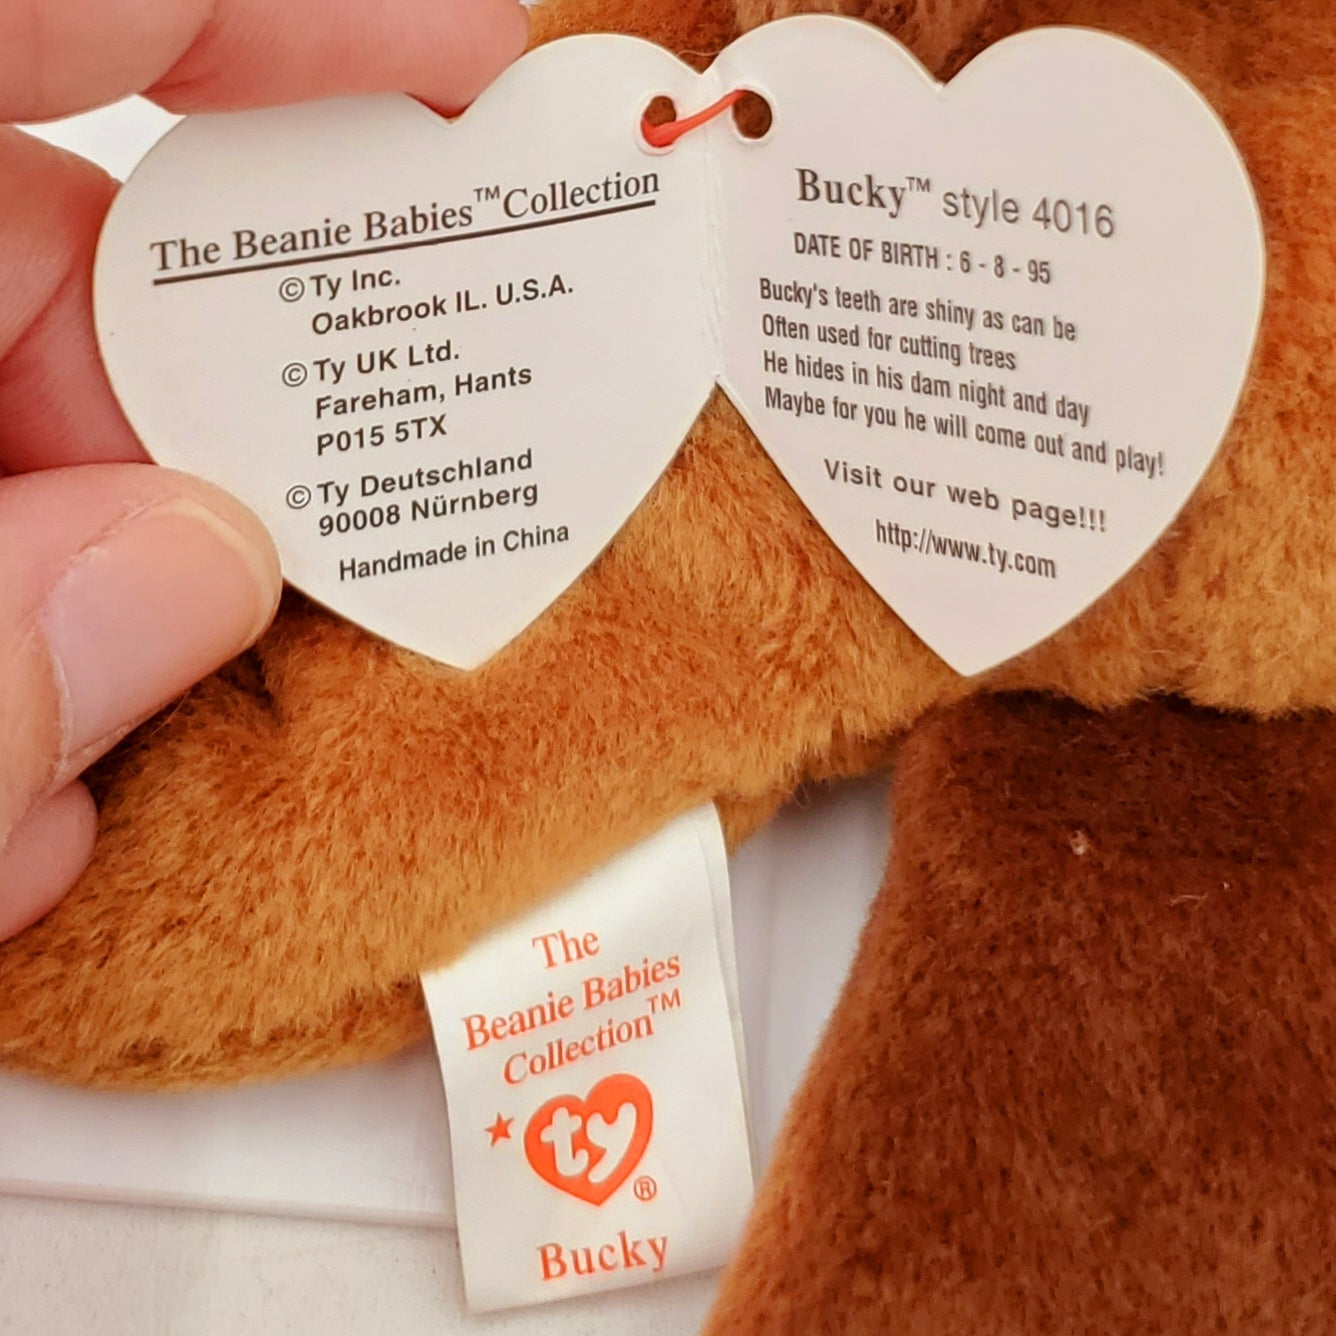 The Beanie Babies™Collection
© Ty Inc.
Oakbrook IL. U.S.A.
© Ty UK Ltd.
Fareham, Hants
P015 5TX
© Ty Deutschland
90008 Nürnberg
Handmade in China
Bucky™ style 4016
DATE OF BIRTH : 6 - 8 - 95
Bucky's teeth are shiny as can be
Often used for cutting trees
He hides in his dam night and day
Maybe for you he will come out and play!
Visit our web page!!!
http://www.ty.com
The
Beanie Babies
Collection™
★ ty ®
Bucky